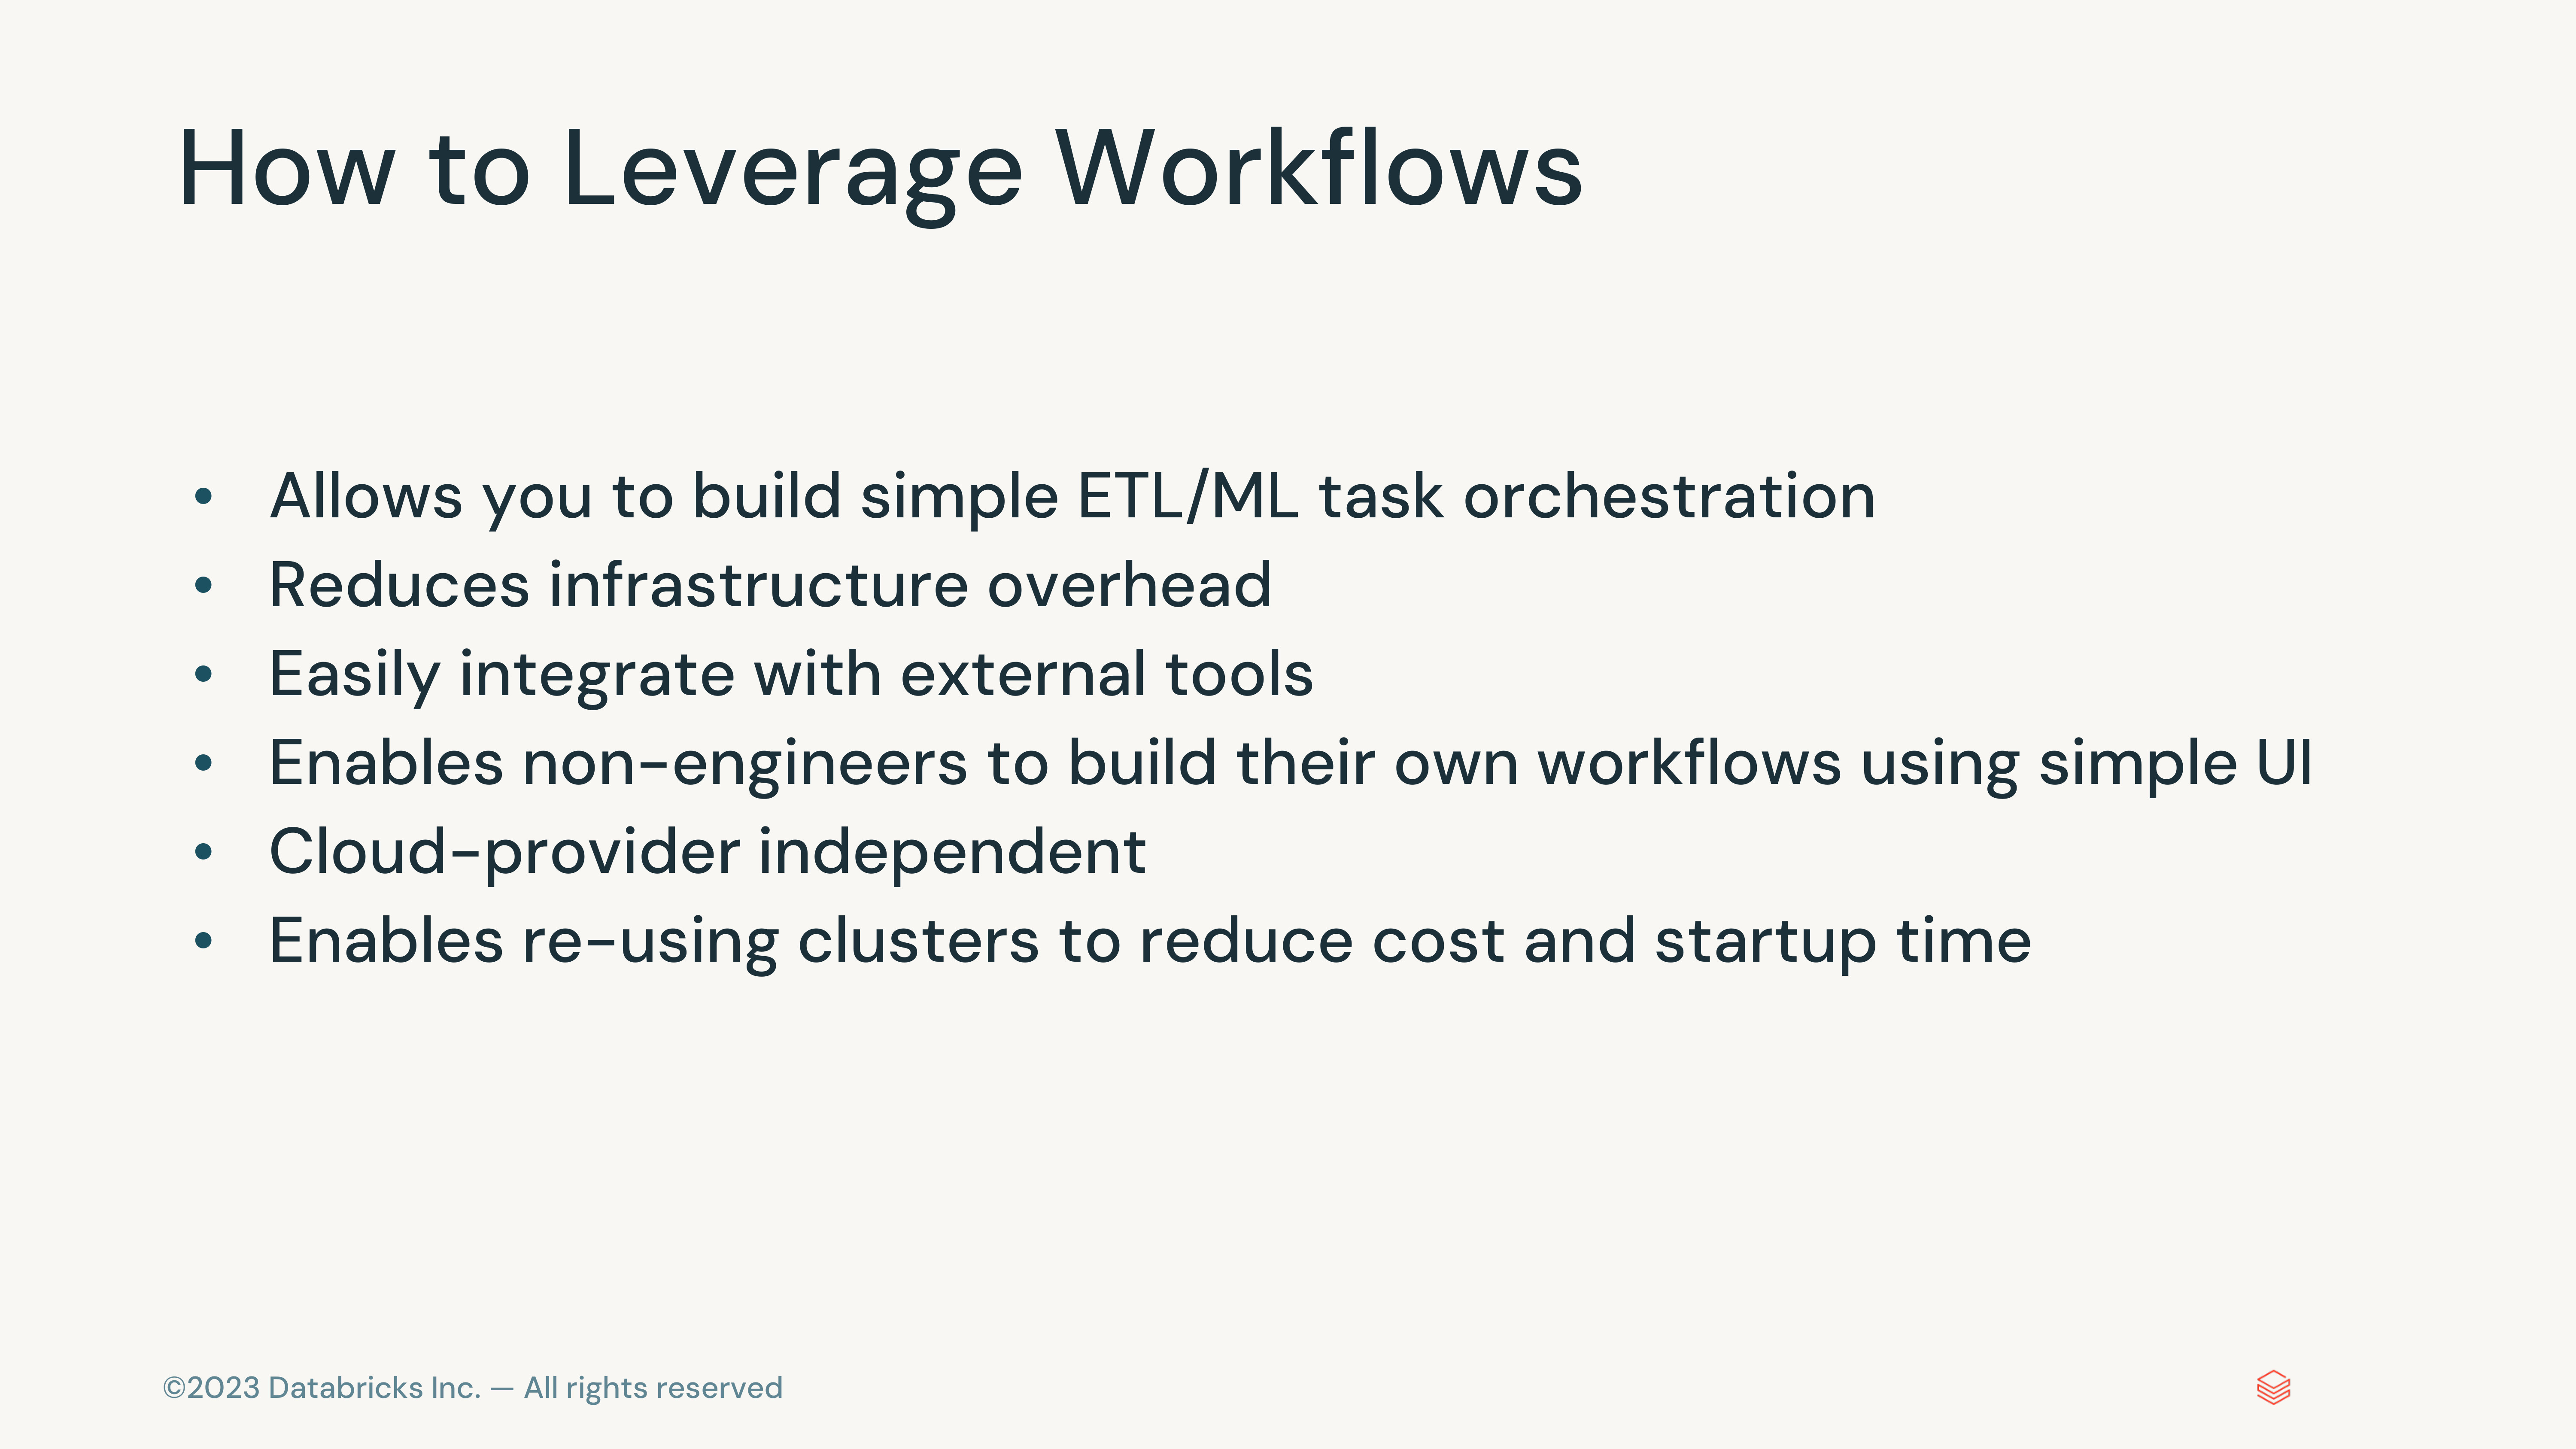 How to Leverage Workflows
• Allows you to build simple ETL/ML task orchestration
• Reduces infrastructure overhead
• Easily integrate with external tools
• Enables non-engineers to build their own workflows using simple UI
• Cloud-provider independent
• Enables re-using clusters to reduce cost and startup time
©2023 Databricks Inc. — All rights reserved